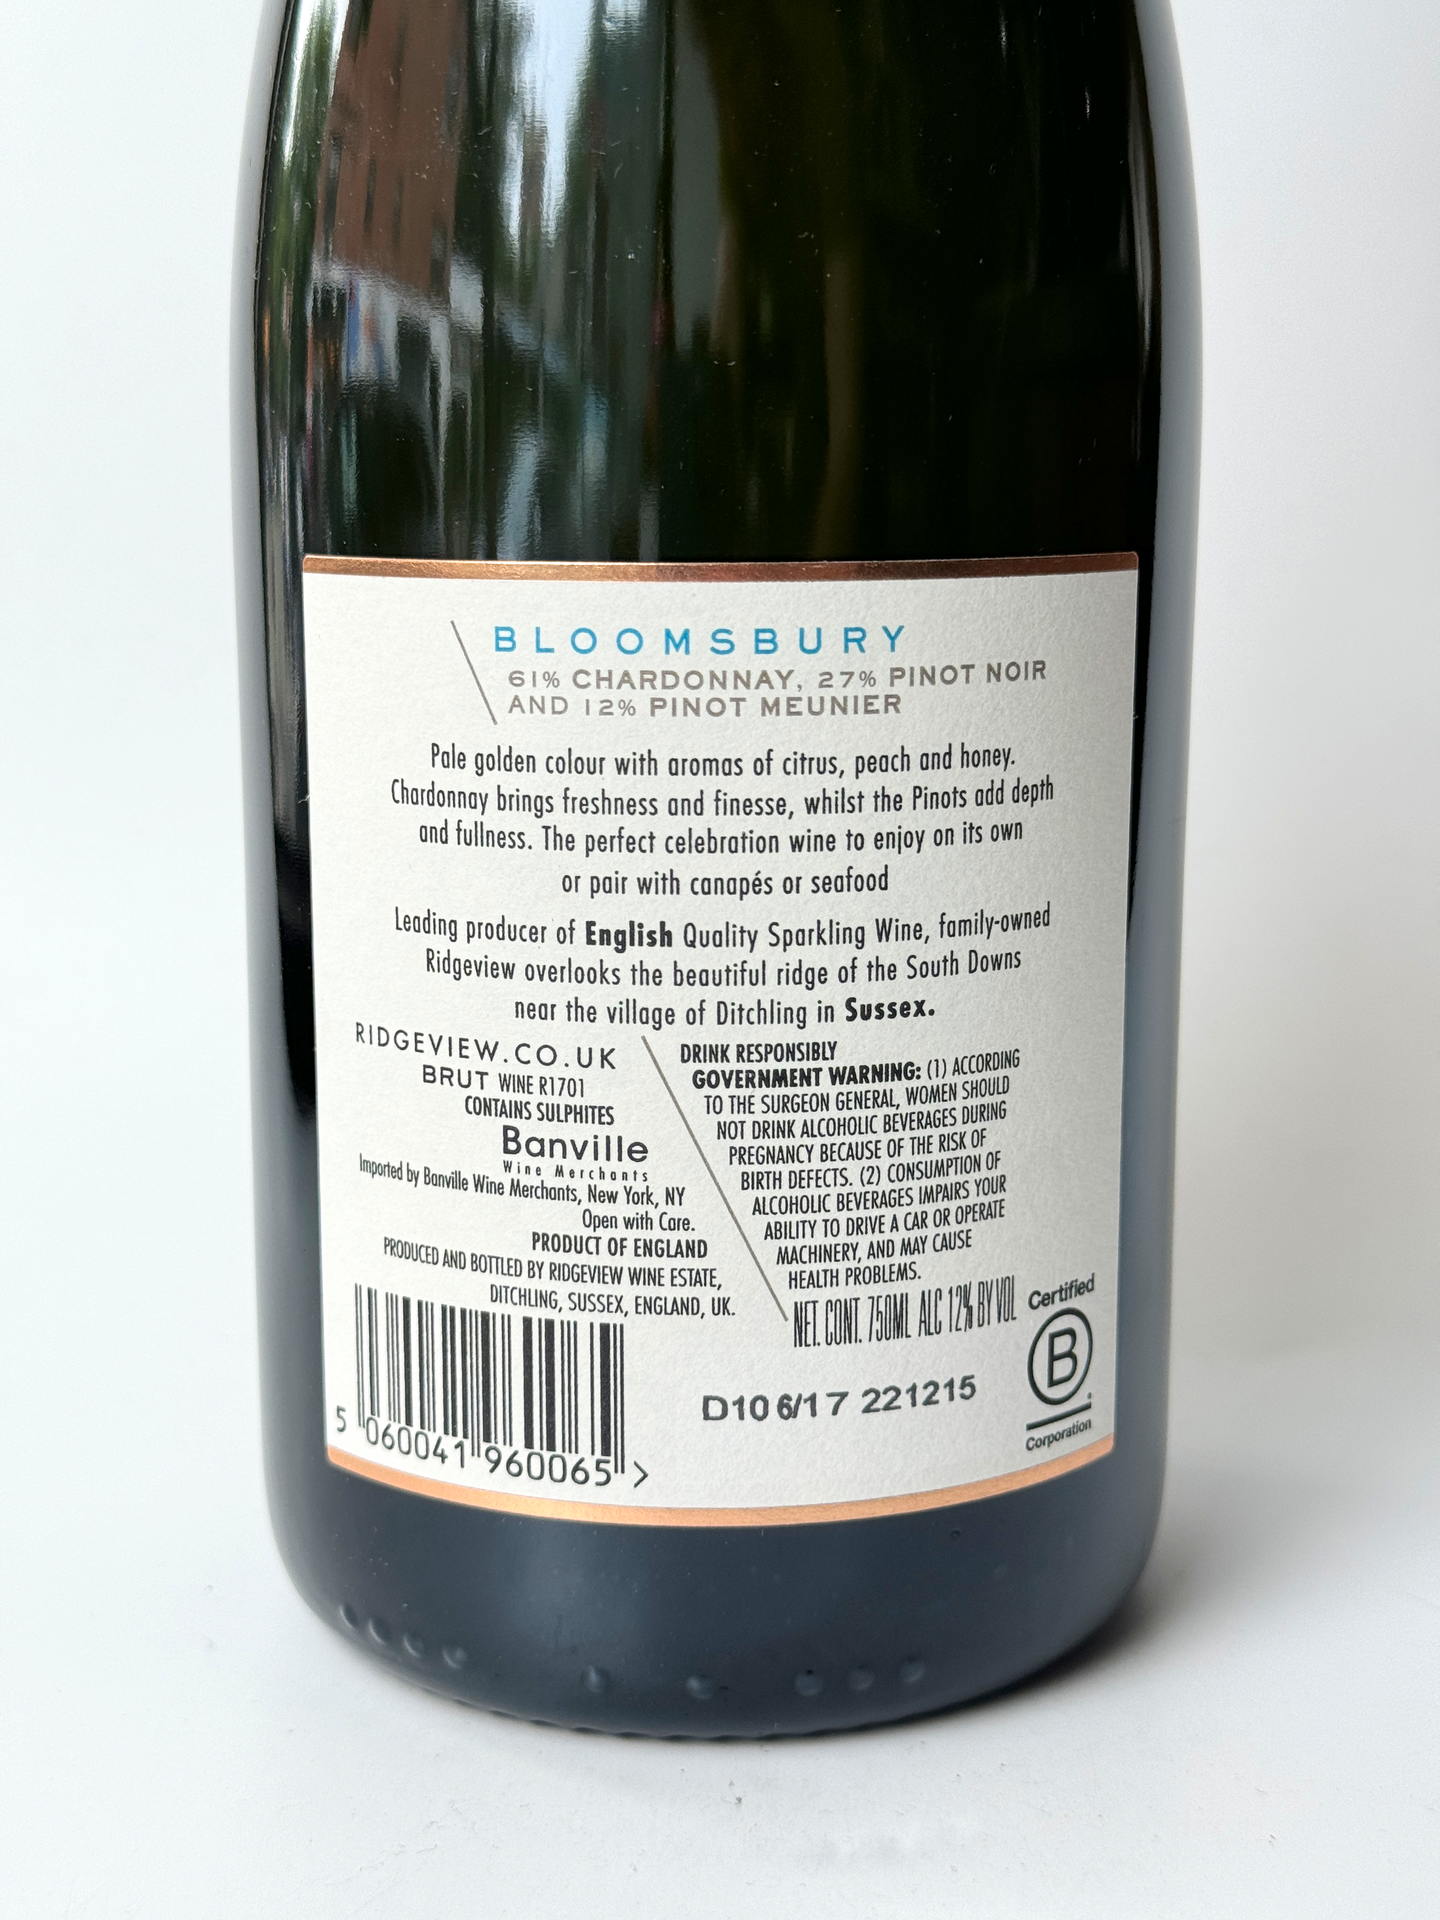 BLOOMSBURY
61% CHARDONNAY, 27% PINOT NOIR
AND 12% PINOT MEUNIER
Pale golden colour with aromas of citrus, peach and honey.
Chardonnay brings freshness and finesse, whilst the Pinots add depth
and fullness. The perfect celebration wine to enjoy on its own
or pair with canapés or seafood
Leading producer of English Quality Sparkling Wine, family-owned
Ridgeview overlooks the beautiful ridge of the South Downs
near the village of Ditchling in Sussex.
RIDGEVIEW.CO.UK
BRUT WINE R1701
CONTAINS SULPHITES
Banville
Wine Merchants
Imported by Banville Wine Merchants, New York, NY
Open with Care.
PRODUCT OF ENGLAND
PRODUCED AND BOTTLED BY RIDGEVIEW WINE ESTATE,
DITCHLING, SUSSEX, ENGLAND, UK.
5 060041 960065 >
DRINK RESPONSIBLY
GOVERNMENT WARNING: (1) ACCORDING
TO THE SURGEON GENERAL, WOMEN SHOULD
NOT DRINK ALCOHOLIC BEVERAGES DURING
PREGNANCY BECAUSE OF THE RISK OF
BIRTH DEFECTS. (2) CONSUMPTION OF
ALCOHOLIC BEVERAGES IMPAIRS YOUR
ABILITY TO DRIVE A CAR OR OPERATE
MACHINERY, AND MAY CAUSE
HEALTH PROBLEMS.
NET. CONT. 750ML ALC 12% BY VOL
D10 6/17 221215
Certified
B
Corporation